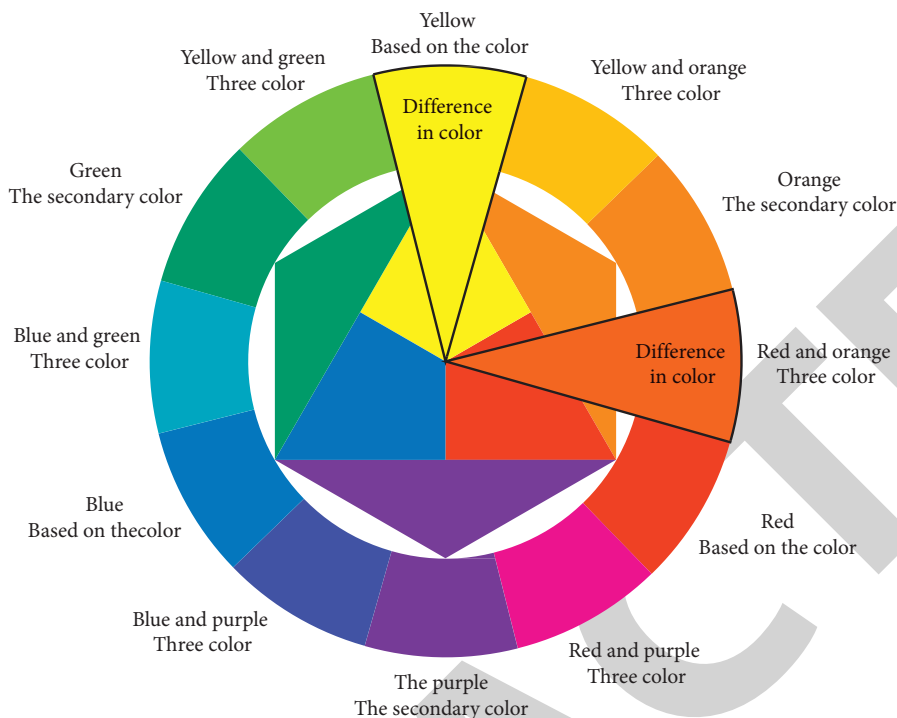 Yellow
Based on the color
Yellow and green
Three color
Yellow and orange
Three color
Difference
in color
Green
The secondary color
Orange
The secondary color
Blue and green
Three color
Difference
in color
Red and orange
Three color
Blue
Based on thecolor
Red
Based on the color
Blue and purple
Three color
Red and purple
Three color
The purple
The secondary color